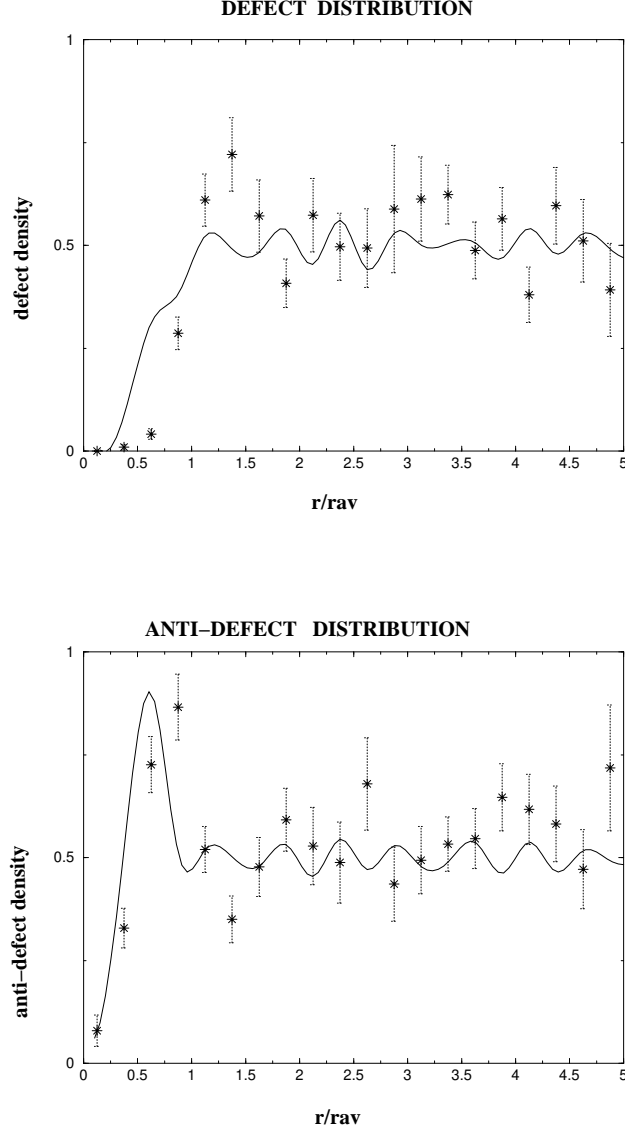 DEFECT DISTRIBUTION
1
0.5
0
defect density
0 0.5 1 1.5 2 2.5 3 3.5 4 4.5 5
r/rav
ANTI−DEFECT DISTRIBUTION
1
0.5
0
anti−defect density
0 0.5 1 1.5 2 2.5 3 3.5 4 4.5 5
r/rav